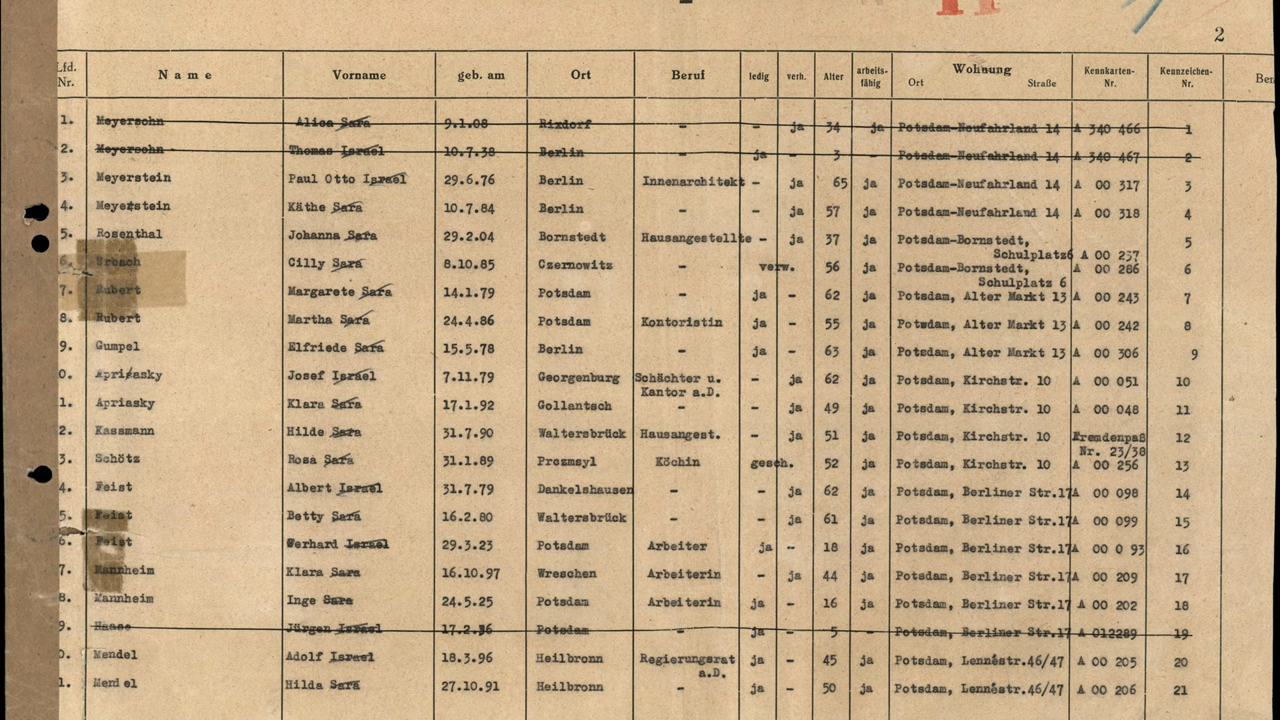 2
Lfd. Nr. Name Vorname geb. am Ort Beruf ledig verh. Alter arbeits-fähig Wohnung Ort Straße Kennkarten-Nr. Kennzeichen-Nr. Ber
1. Meyersohn Alice Sara 9.1.08 Rixdorf - - ja 34 ja Potsdam-Neufahrland 14 A 340 466 1
2. Meyersohn Thomas Israel 10.7.38 Berlin - ja - 3 - Potsdam-Neufahrland 14 A 340 467 2
3. Meyerstein Paul Otto Israel 29.6.76 Berlin Innenarchitekt - ja 65 ja Potsdam-Neufahrland 14 A 00 317 3
4. Meyerstein Käthe Sara 10.7.84 Berlin - - ja 57 ja Potsdam-Neufahrland 14 A 00 318 4
5. Rosenthal Johanna Sara 29.2.04 Bornstedt Hausangestellte - ja 37 ja Potsdam-Bornstedt, 5
Schulplatz6 A 00 257
6. Urbach Cilly Sara 8.10.85 Czernowitz - verw. 56 ja Potsdam-Bornstedt, A 00 286 6
Schulplatz 6
7. Rubert Margarete Sara 14.1.79 Potsdam - ja - 62 ja Potsdam, Alter Markt 13 A 00 243 7
8. Rubert Martha Sara 24.4.86 Potsdam Kontoristin ja - 55 ja Potsdam, Alter Markt 13 A 00 242 8
9. Gumpel Elfriede Sara 15.5.78 Berlin - ja - 63 ja Potsdam, Alter Markt 13 A 00 306 9
0. Apriasky Josef Israel 7.11.79 Georgenburg Schächter u. - ja 62 ja Potsdam, Kirchstr. 10 A 00 051 10
Kantor a.D.
1. Apriasky Klara Sara 17.1.92 Gollantsch - - ja 49 ja Potsdam, Kirchstr. 10 A 00 048 11
2. Kassmann Hilde Sara 31.7.90 Waltersbrück Hausangest. - ja 51 ja Potsdam, Kirchstr. 10 Fremdenpaß 12
Nr. 23/38
3. Schötz Rosa Sara 31.1.89 Prozmsyl Köchin gesch. 52 ja Potsdam, Kirchstr. 10 A 00 256 13
4. Feist Albert Israel 31.7.79 Dankelshausen - - ja 62 ja Potsdam, Berliner Str.17 A 00 098 14
5. Feist Betty Sara 16.2.80 Waltersbrück - - ja 61 ja Potsdam, Berliner Str.17 A 00 099 15
6. Feist Gerhard Israel 29.3.23 Potsdam Arbeiter ja - 18 ja Potsdam, Berliner Str.17 A 00 0 93 16
7. Mannheim Klara Sara 16.10.97 Wreschen Arbeiterin - ja 44 ja Potsdam, Berliner Str.17 A 00 209 17
8. Mannheim Inge Sara 24.5.25 Potsdam Arbeiterin ja - 16 ja Potsdam, Berliner Str.17 A 00 202 18
9. Haase Jürgen Israel 17.2.36 Potsdam - ja - 5 - Potsdam, Berliner Str.17 A 012289 19
0. Mendel Adolf Israel 18.3.96 Heilbronn Regierungsrat ja - 45 ja Potsdam, Lennéstr.46/47 A 00 205 20
a.D.
1. Mendel Hilda Sara 27.10.91 Heilbronn - ja - 50 ja Potsdam, Lennéstr.46/47 A 00 206 21